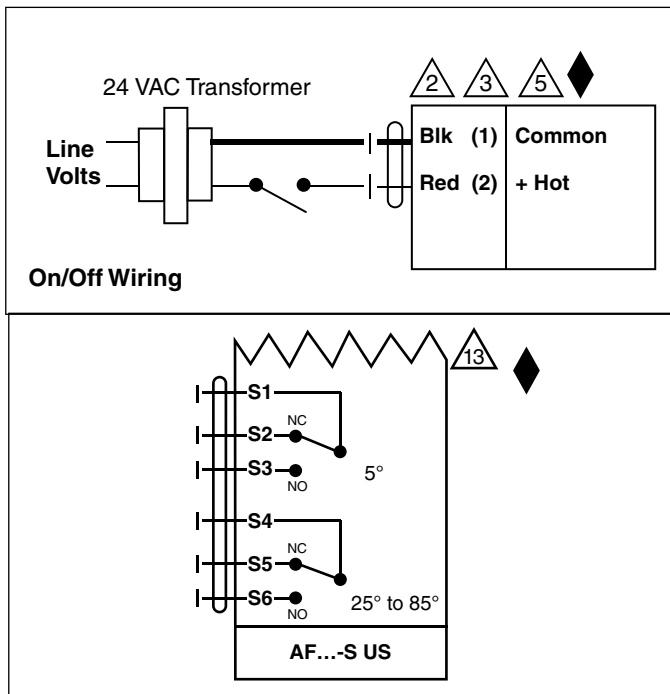 24 VAC Transformer
2 3 5
Line
Volts
Blk (1) Common
Red (2) + Hot
On/Off Wiring
13
S1
NC
S2
S3
NO
5°
S4
NC
S5
S6
NO
25° to 85°
AF...-S US